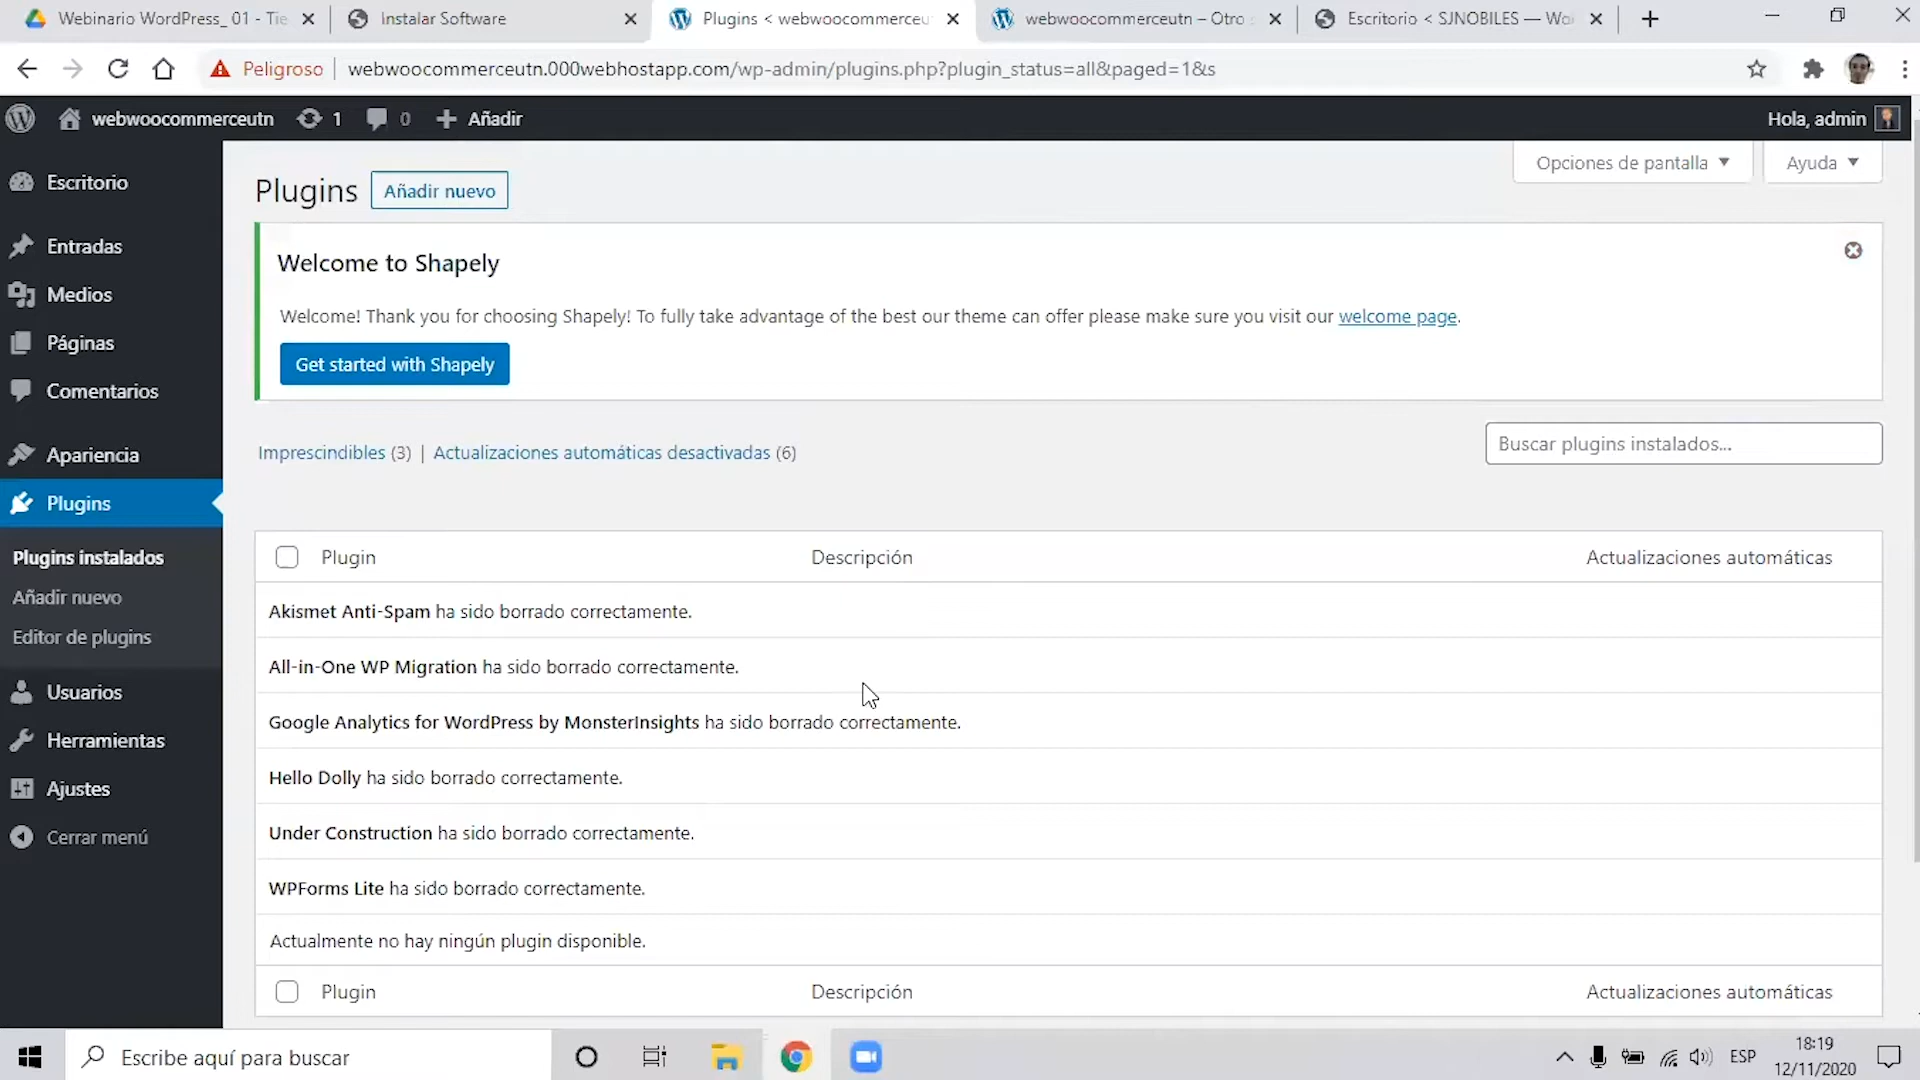 Webinario WordPress_ 01 - Tie
Instalar Software
Plugins < webwoocommerceu
webwoocommerceutn – Otro
Escritorio < SJNOBILES — Wo
Peligroso
webwoocommerceutn.000webhostapp.com/wp-admin/plugins.php?plugin_status=all&paged=1&s
webwoocommerceutn
1
0
Añadir
Hola, admin
Escritorio
Entradas
Medios
Páginas
Comentarios
Apariencia
Plugins
Plugins instalados
Añadir nuevo
Editor de plugins
Usuarios
Herramientas
Ajustes
Cerrar menú
Opciones de pantalla
Ayuda
Plugins
Añadir nuevo
Welcome to Shapely
Welcome! Thank you for choosing Shapely! To fully take advantage of the best our theme can offer please make sure you visit our welcome page.
Get started with Shapely
Imprescindibles (3) | Actualizaciones automáticas desactivadas (6)
Buscar plugins instalados...
Plugin Descripción Actualizaciones automáticas
Akismet Anti-Spam ha sido borrado correctamente.
All-in-One WP Migration ha sido borrado correctamente.
Google Analytics for WordPress by MonsterInsights ha sido borrado correctamente.
Hello Dolly ha sido borrado correctamente.
Under Construction ha sido borrado correctamente.
WPForms Lite ha sido borrado correctamente.
Actualmente no hay ningún plugin disponible.
Plugin Descripción Actualizaciones automáticas
Escribe aquí para buscar
ESP
18:19
12/11/2020